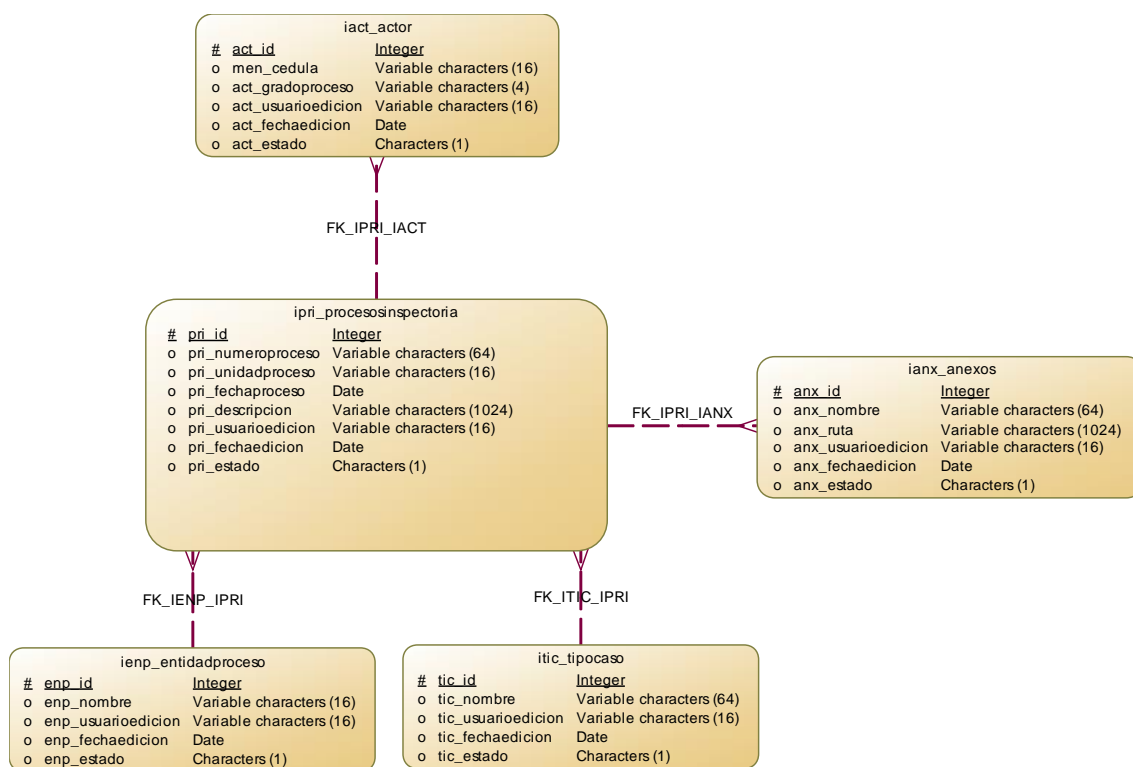 iact_actor
# act_id Integer
o men_cedula Variable characters (16)
o act_gradoproceso Variable characters (4)
o act_usuarioedicion Variable characters (16)
o act_fechaedicion Date
o act_estado Characters (1)
FK_IPRI_IACT
ipri_procesosinspectoria
# pri_id Integer
o pri_numeroproceso Variable characters (64)
o pri_unidadproceso Variable characters (16)
o pri_fechaproceso Date
o pri_descripcion Variable characters (1024)
o pri_usuarioedicion Variable characters (16)
o pri_fechaedicion Date
o pri_estado Characters (1)
FK_IPRI_IANX
ianx_anexos
# anx_id Integer
o anx_nombre Variable characters (64)
o anx_ruta Variable characters (1024)
o anx_usuarioedicion Variable characters (16)
o anx_fechaedicion Date
o anx_estado Characters (1)
FK_IENP_IPRI
FK_ITIC_IPRI
ienp_entidadproceso
# enp_id Integer
o enp_nombre Variable characters (16)
o enp_usuarioedicion Variable characters (16)
o enp_fechaedicion Date
o enp_estado Characters (1)
itic_tipocaso
# tic_id Integer
o tic_nombre Variable characters (64)
o tic_usuarioedicion Variable characters (16)
o tic_fechaedicion Date
o tic_estado Characters (1)